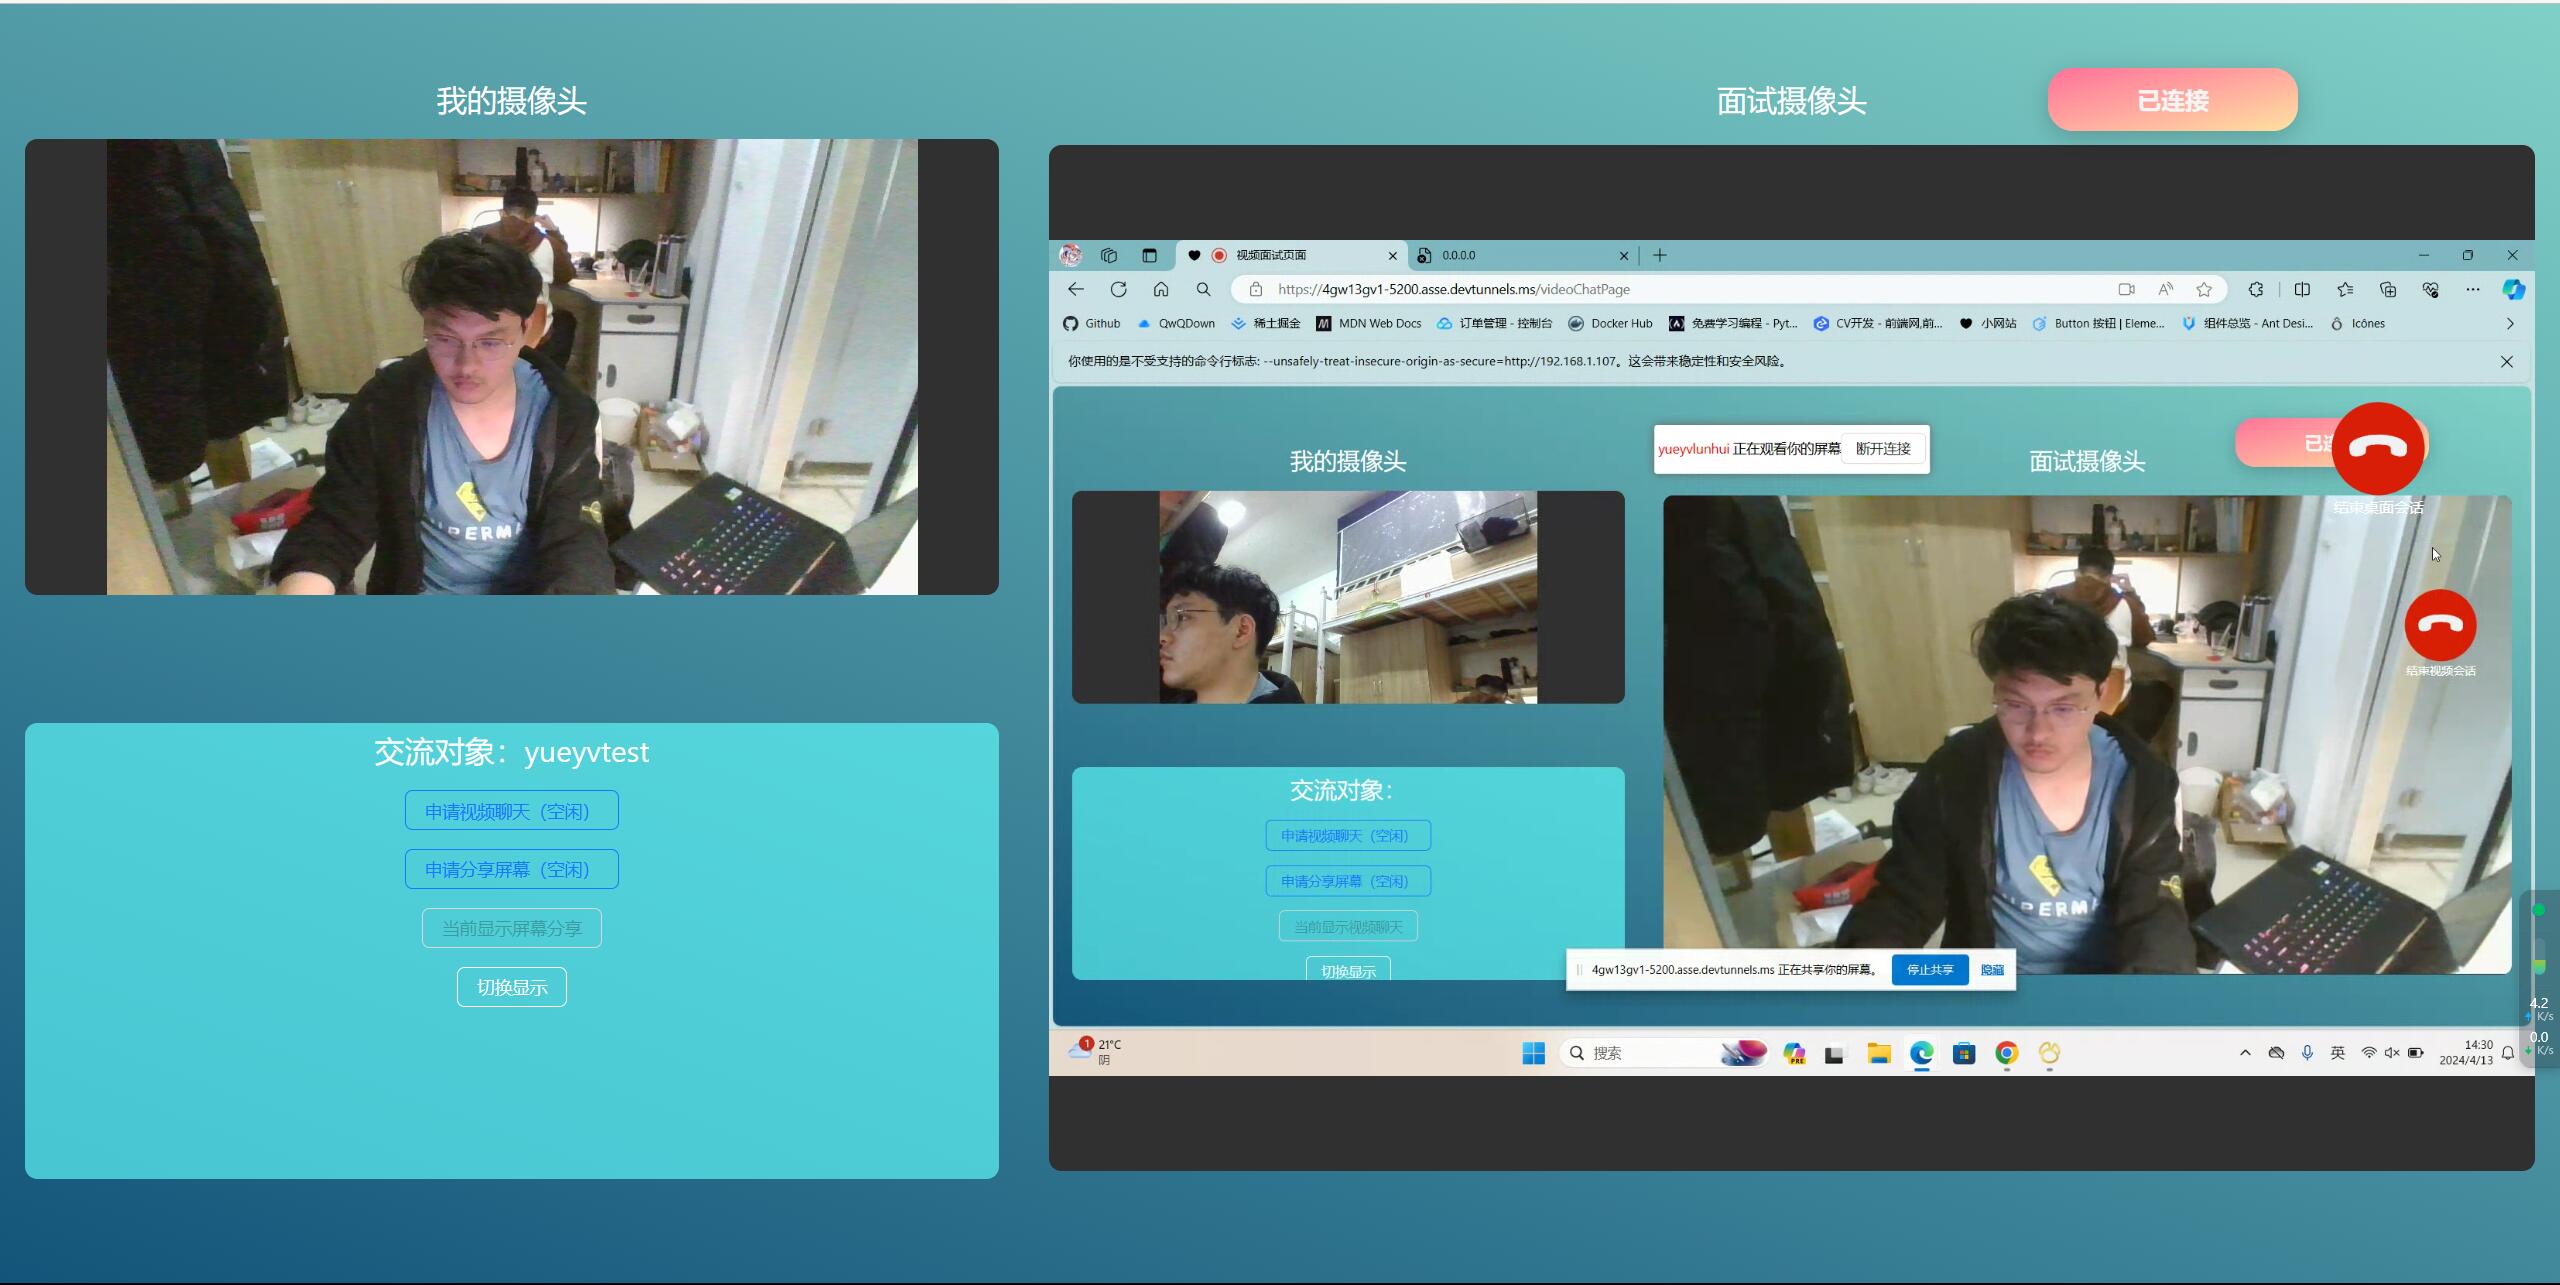 我的摄像头
UPERMA
交流对象：yueyvtest
申请视频聊天（空闲）
申请分享屏幕（空闲）
当前显示屏幕分享
切换显示
面试摄像头
已连接
视频面试页面
0.0.0.0
https://4gw13gv1-5200.asse.devtunnels.ms/videoChatPage
Github QwQDown 稀土掘金 MDN Web Docs 订单管理 - 控制台 Docker Hub 免费学习编程 - Pyt... CV开发 - 前端网,前... 小网站 Button 按钮 | Eleme... 组件总览 - Ant Desi... Icônes
你使用的是不受支持的命令行标志: --unsafely-treat-insecure-origin-as-secure=http://192.168.1.107。这会带来稳定性和安全风险。
yueyvlunhui 正在观看你的屏幕 断开连接
我的摄像头
面试摄像头
结束桌面会话
结束视频会话
交流对象：
申请视频聊天（空闲）
申请分享屏幕（空闲）
当前显示视频聊天
切换显示
UPERMA
4gw13gv1-5200.asse.devtunnels.ms 正在共享你的屏幕。 停止共享 隐藏
1
21°C
阴
搜索
PRE
英
14:30
2024/4/13
4.2
K/s
0.0
K/s